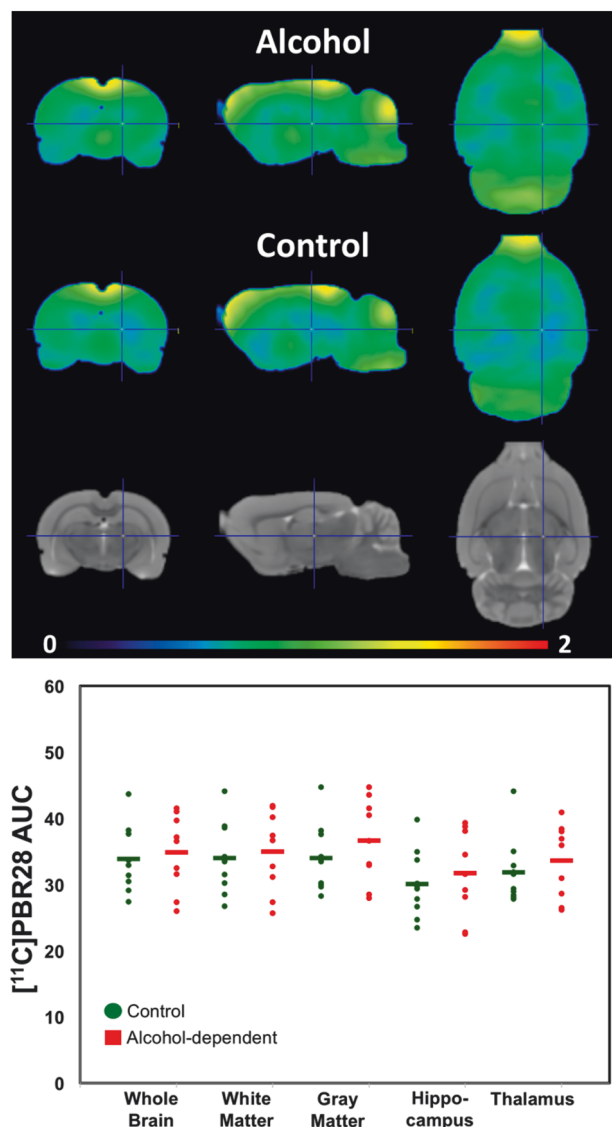 Alcohol
Control
0 2
60
50
40
30
20
10
0
[¹¹C]PBR28 AUC
Control
Alcohol-dependent
Whole
Brain
White
Matter
Gray
Matter
Hippo-
campus
Thalamus